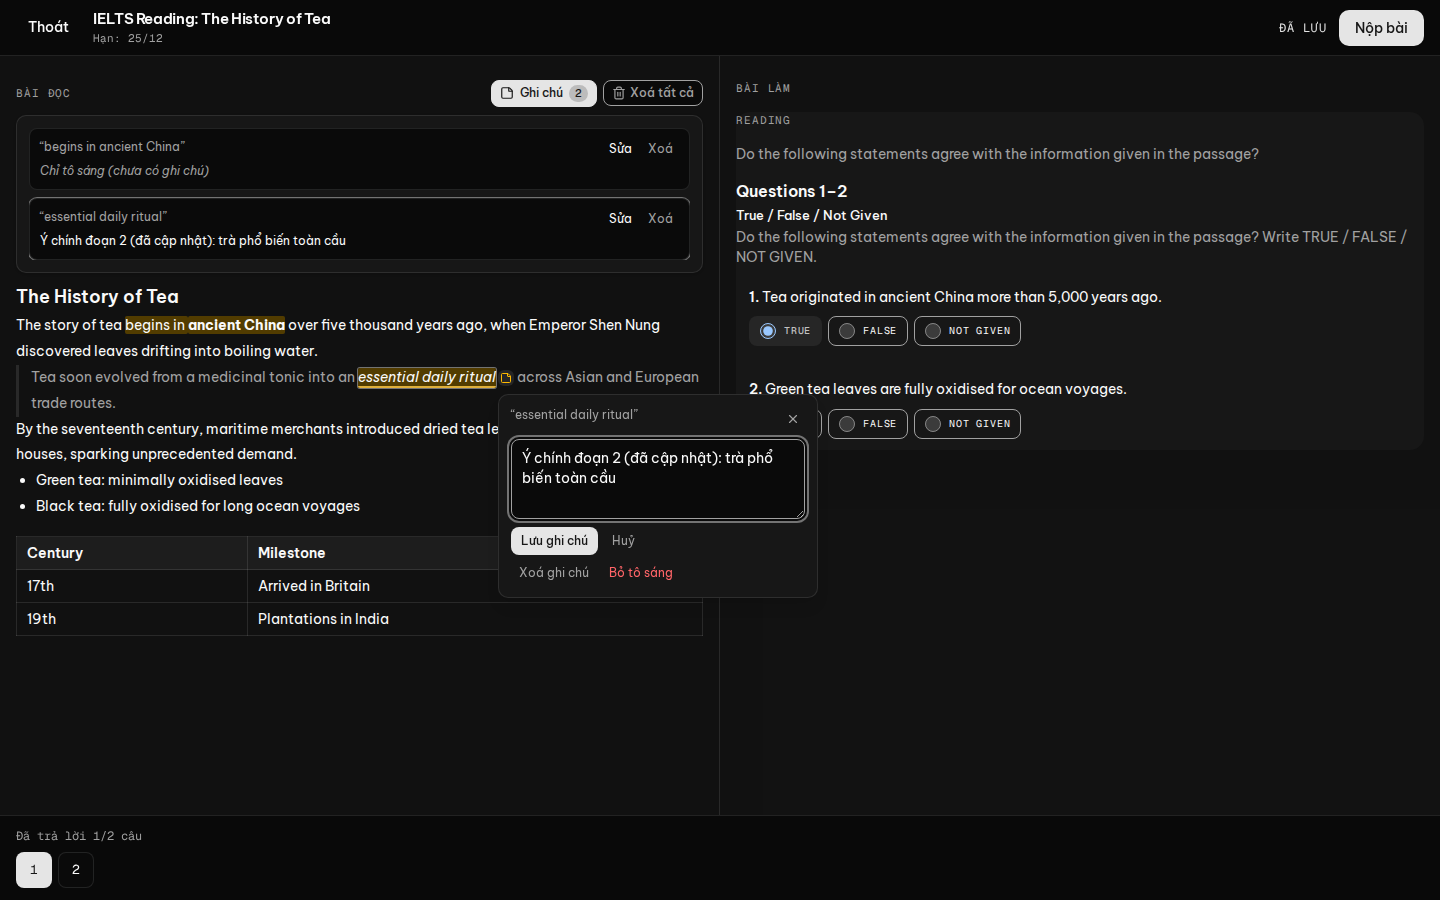 Thoát
IELTS Reading: The History of Tea
Hạn: 25/12
ĐÃ LƯU
Nộp bài
BÀI ĐỌC
Ghi chú 2
Xoá tất cả
“begins in ancient China”
Sửa Xoá
Chỉ tô sáng (chưa có ghi chú)
“essential daily ritual”
Sửa Xoá
Ý chính đoạn 2 (đã cập nhật): trà phổ biến toàn cầu
The History of Tea
The story of tea begins in ancient China over five thousand years ago, when Emperor Shen Nung
discovered leaves drifting into boiling water.
Tea soon evolved from a medicinal tonic into an essential daily ritual across Asian and European
trade routes.
By the seventeenth century, maritime merchants introduced dried tea le
houses, sparking unprecedented demand.
Green tea: minimally oxidised leaves
Black tea: fully oxidised for long ocean voyages
Century Milestone
17th Arrived in Britain
19th Plantations in India
“essential daily ritual”
Ý chính đoạn 2 (đã cập nhật): trà phổ
biến toàn cầu
Lưu ghi chú Huỷ
Xoá ghi chú Bỏ tô sáng
BÀI LÀM
READING
Do the following statements agree with the information given in the passage?
Questions 1–2
True / False / Not Given
Do the following statements agree with the information given in the passage? Write TRUE / FALSE /
NOT GIVEN.
1. Tea originated in ancient China more than 5,000 years ago.
TRUE FALSE NOT GIVEN
2. Green tea leaves are fully oxidised for ocean voyages.
FALSE NOT GIVEN
Đã trả lời 1/2 câu
1 2